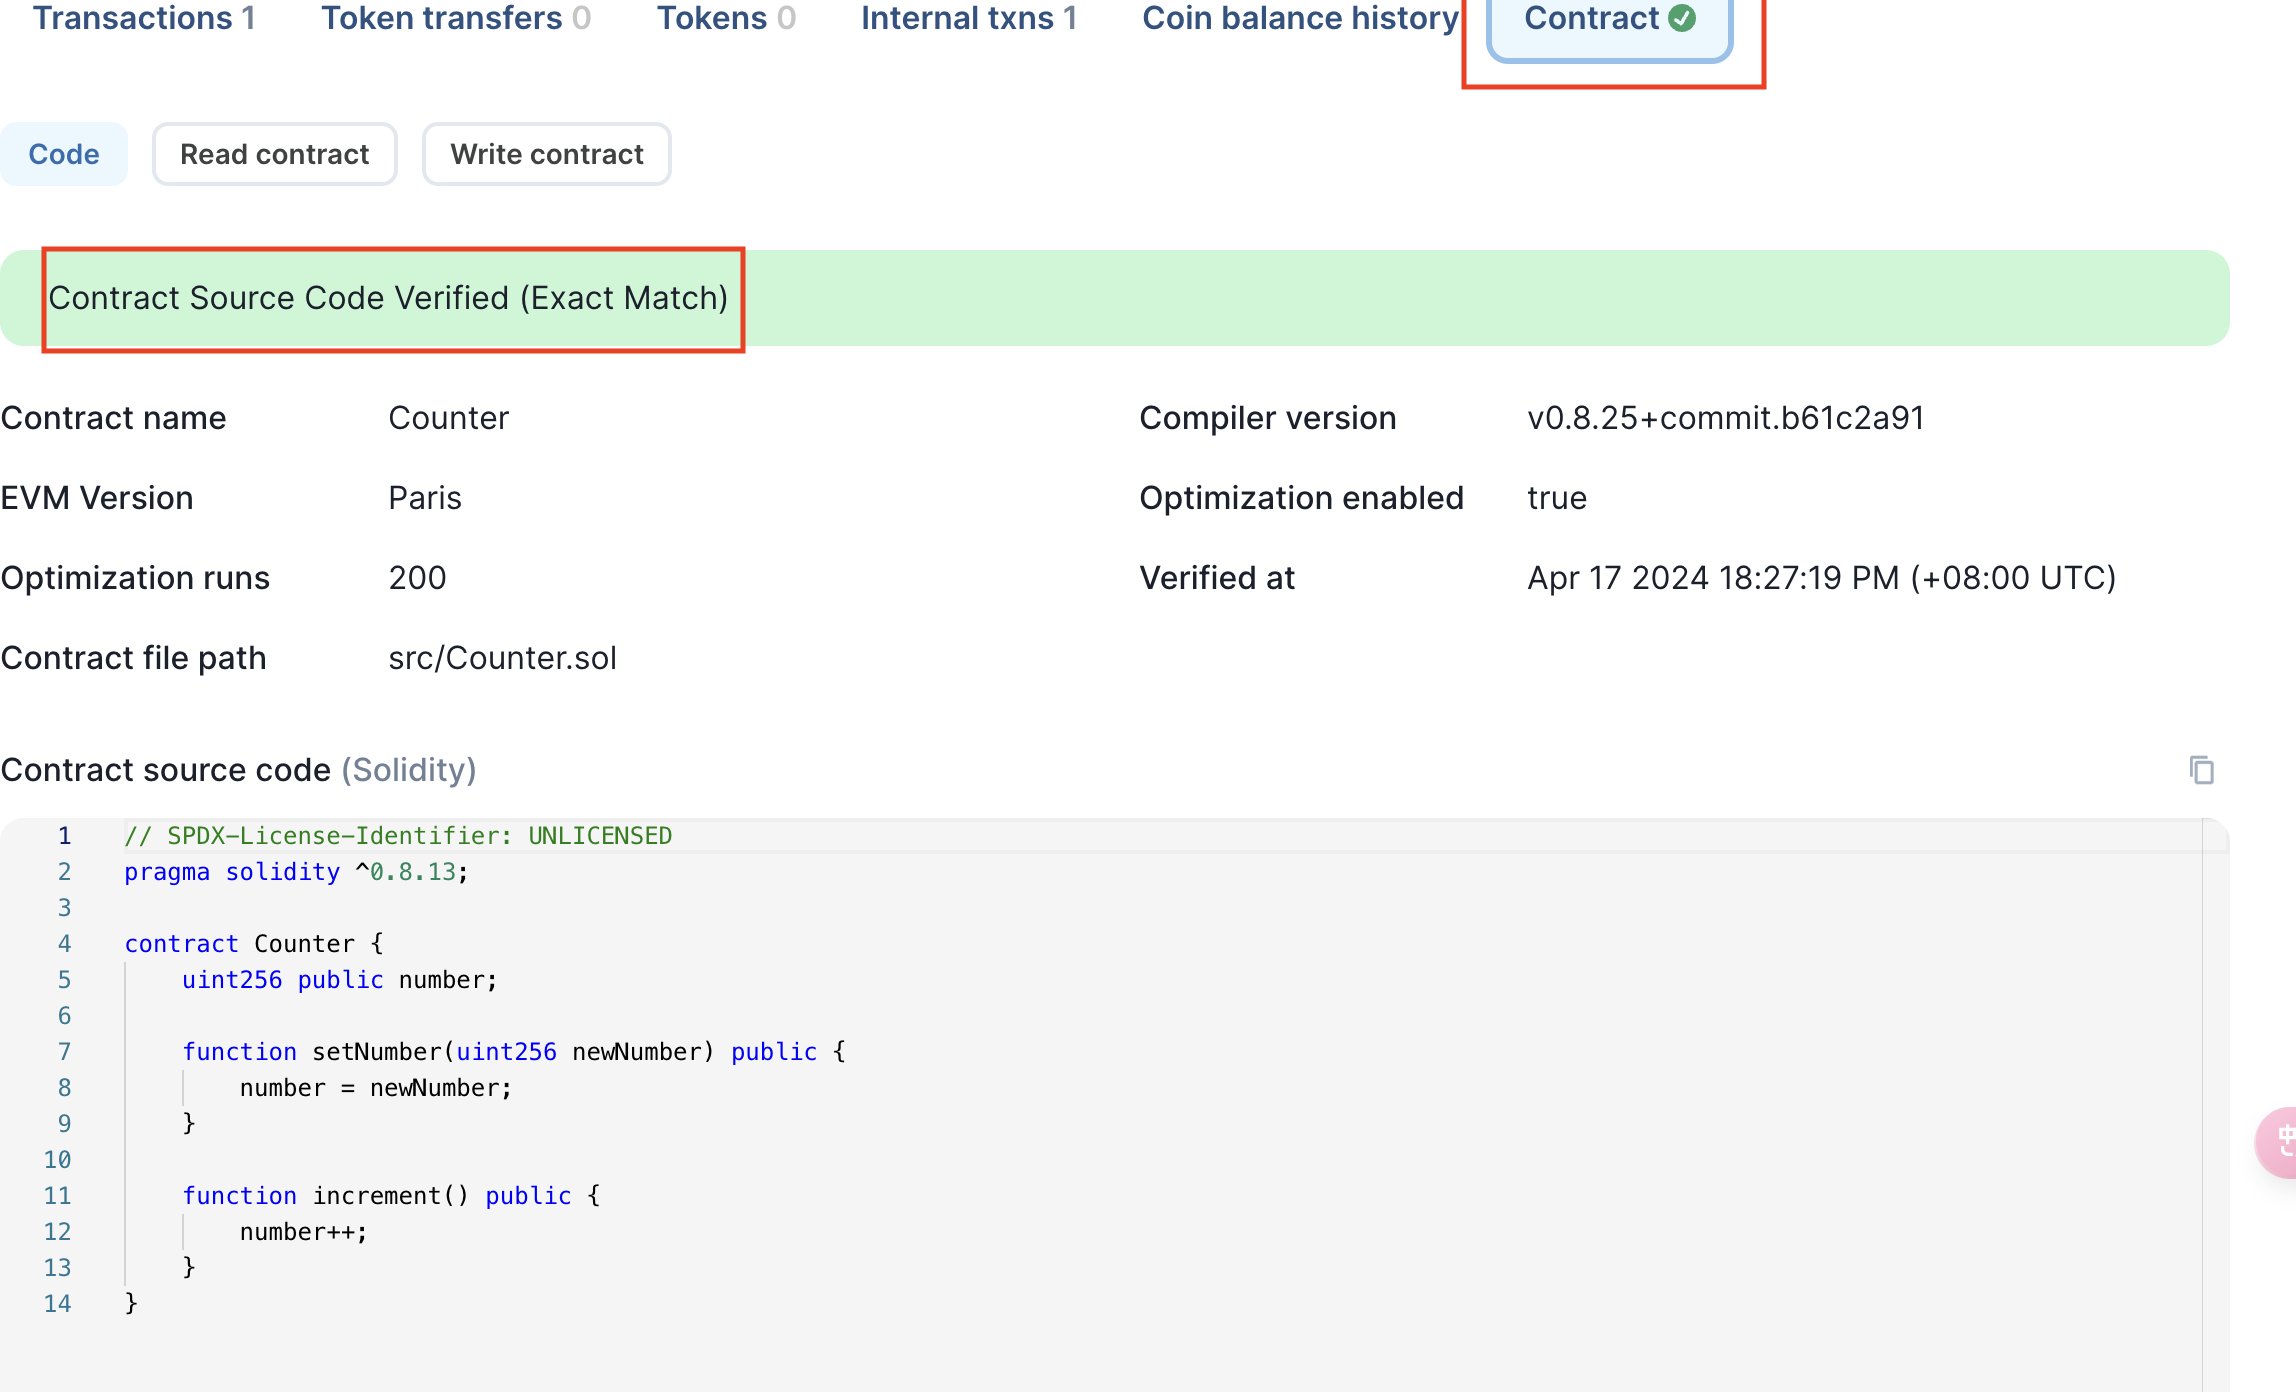 Transactions 1 Token transfers 0 Tokens 0 Internal txns 1 Coin balance history Contract
Code Read contract Write contract
Contract Source Code Verified (Exact Match)
Contract name Counter Compiler version v0.8.25+commit.b61c2a91
EVM Version Paris Optimization enabled true
Optimization runs 200 Verified at Apr 17 2024 18:27:19 PM (+08:00 UTC)
Contract file path src/Counter.sol
Contract source code (Solidity)
1 // SPDX-License-Identifier: UNLICENSED
2 pragma solidity ^0.8.13;
3
4 contract Counter {
5     uint256 public number;
6
7     function setNumber(uint256 newNumber) public {
8         number = newNumber;
9     }
10
11     function increment() public {
12         number++;
13     }
14 }